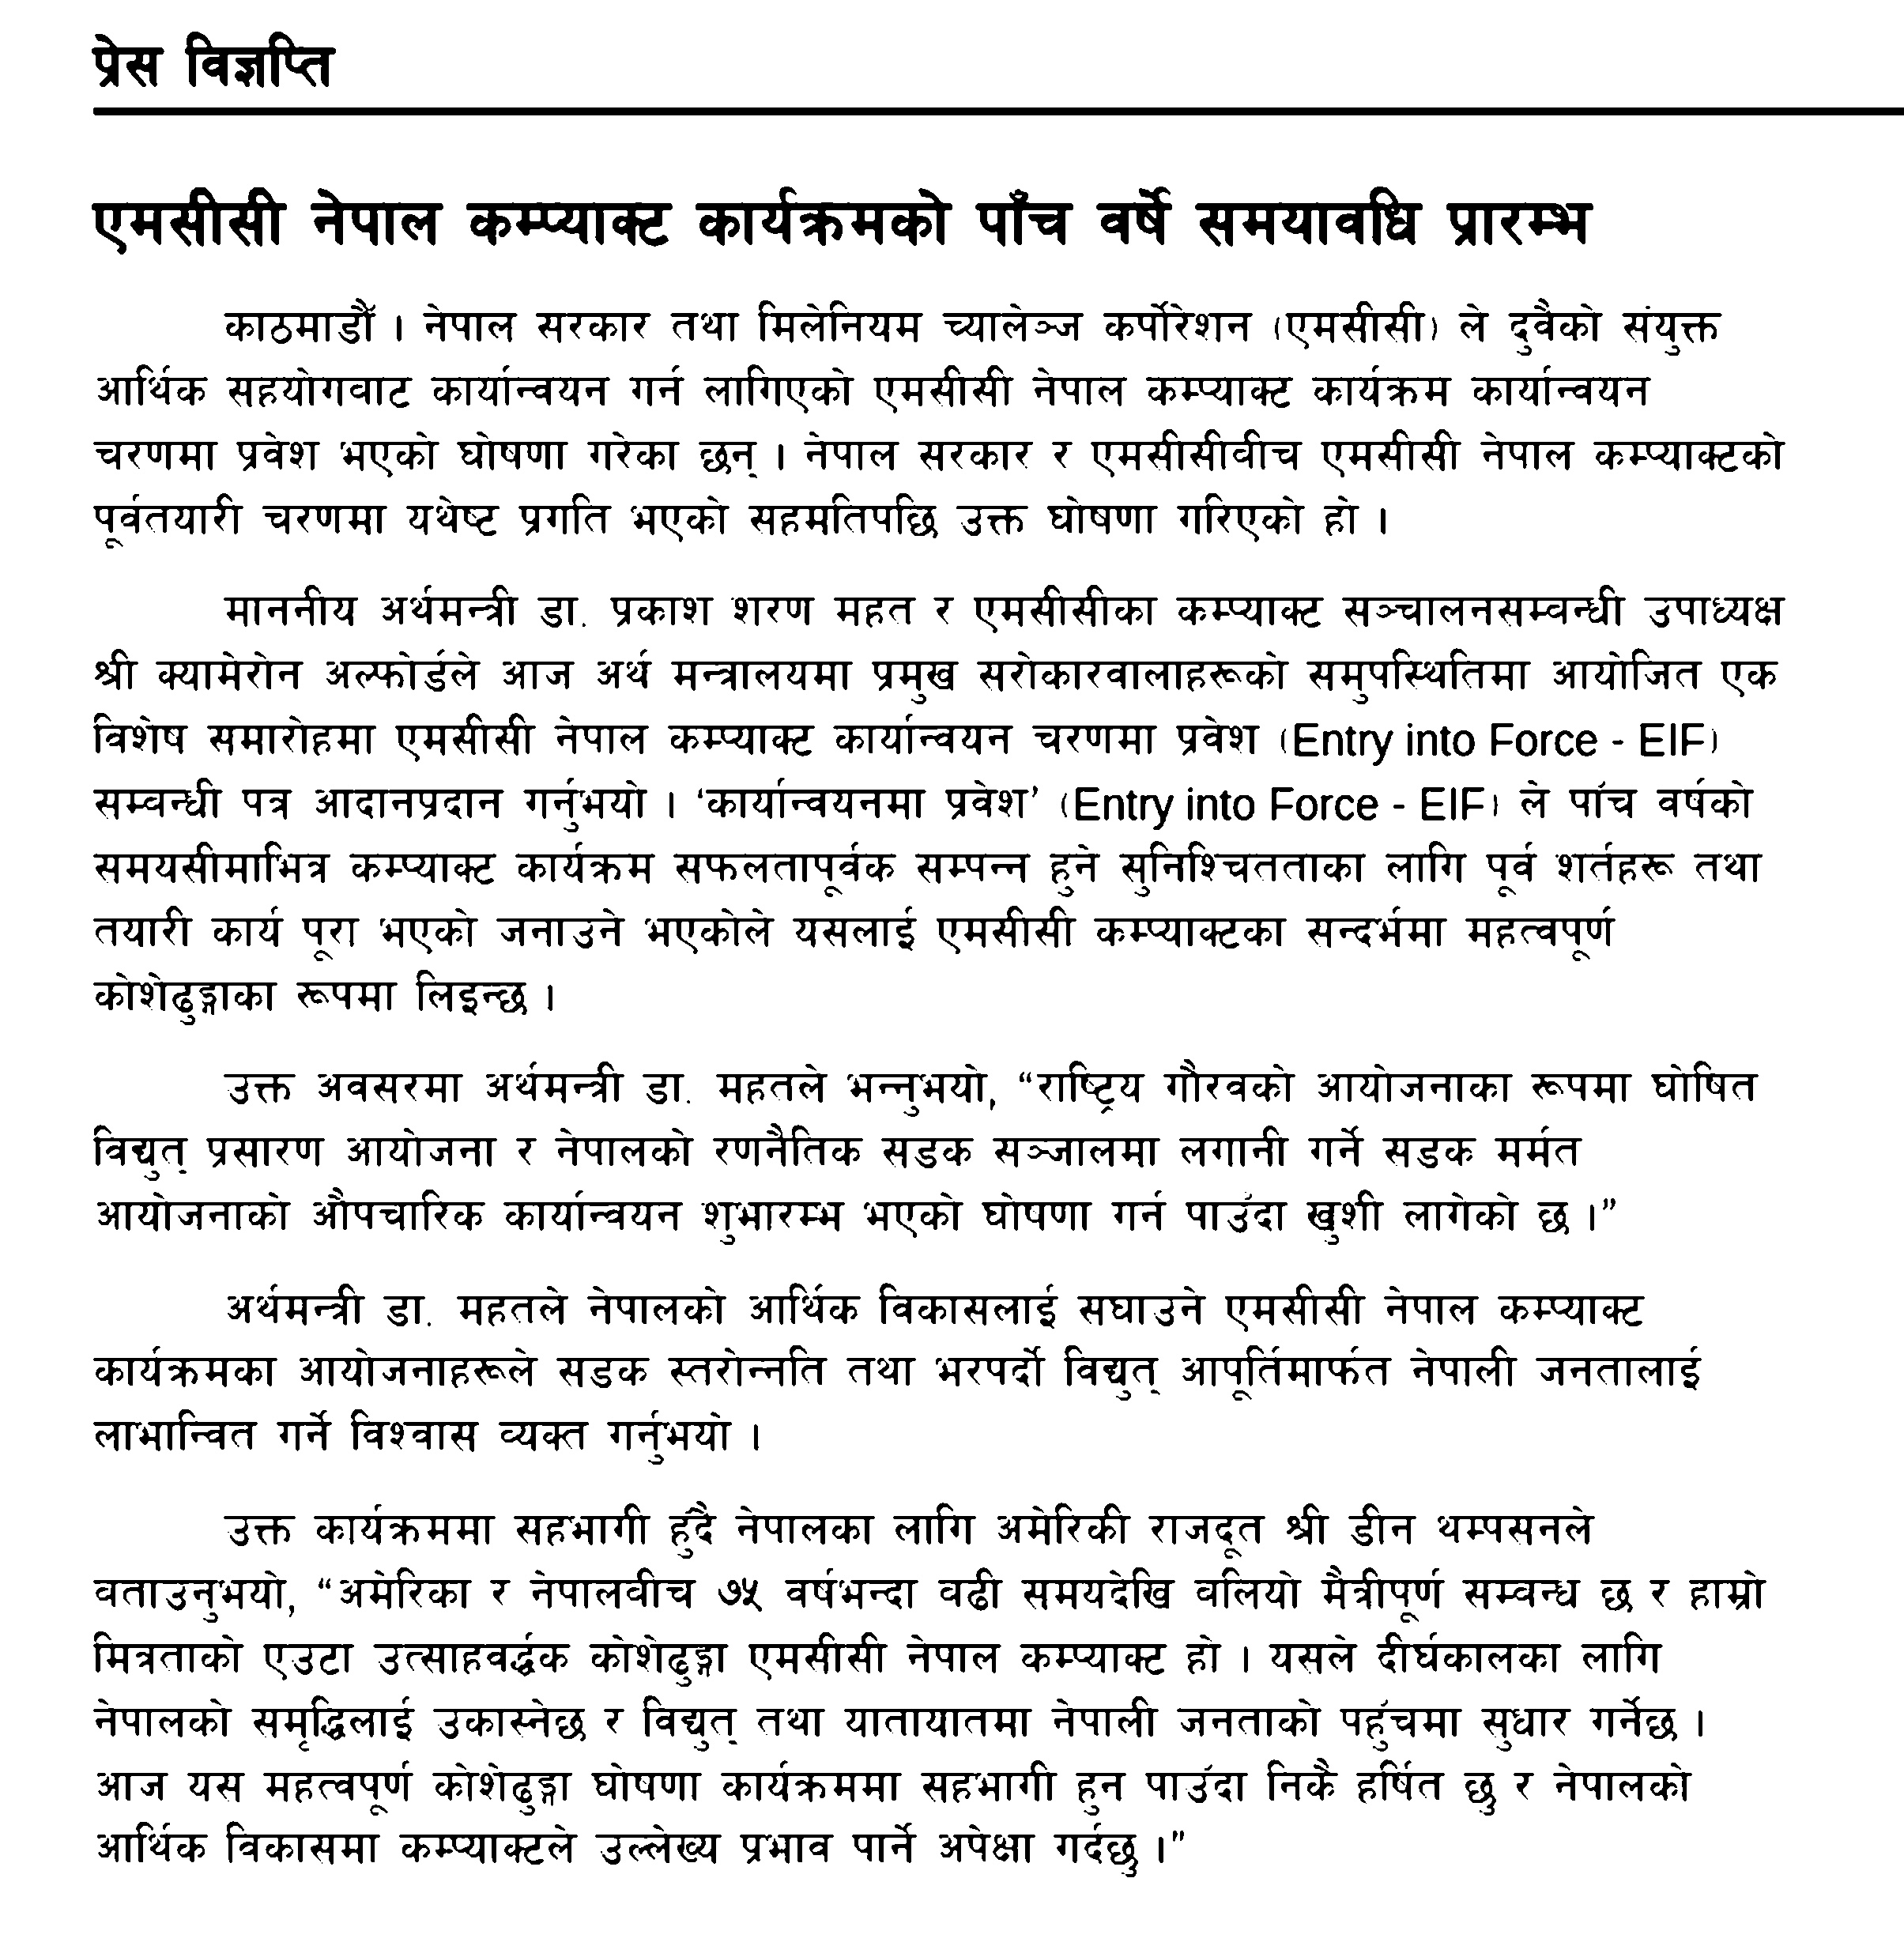 प्रेस विज्ञप्ति
एमसीसी नेपाल कम्प्याक्ट कार्यक्रमको पाँच वर्षे समयावधि प्रारम्भ
काठमाडौँ । नेपाल सरकार तथा मिलेनियम च्यालेञ्ज कर्पोरेशन (एमसीसी) ले दुवैको संयुक्त
आर्थिक सहयोगवाट कार्यान्वयन गर्न लागिएको एमसीसी नेपाल कम्प्याक्ट कार्यक्रम कार्यान्वयन
चरणमा प्रवेश भएको घोषणा गरेका छन् । नेपाल सरकार र एमसीसीवीच एमसीसी नेपाल कम्प्याक्टको
पूर्वतयारी चरणमा यथेष्ट प्रगति भएको सहमतिपछि उक्त घोषणा गरिएको हो ।
माननीय अर्थमन्त्री डा. प्रकाश शरण महत र एमसीसीका कम्प्याक्ट सञ्चालनसम्वन्धी उपाध्यक्ष
श्री क्यामेरोन अल्फोर्डले आज अर्थ मन्त्रालयमा प्रमुख सरोकारवालाहरूको समुपस्थितिमा आयोजित एक
विशेष समारोहमा एमसीसी नेपाल कम्प्याक्ट कार्यान्वयन चरणमा प्रवेश (Entry into Force - EIF)
सम्वन्धी पत्र आदानप्रदान गर्नुभयो । ‘कार्यान्वयनमा प्रवेश’ (Entry into Force - EIF) ले पाँच वर्षको
समयसीमाभित्र कम्प्याक्ट कार्यक्रम सफलतापूर्वक सम्पन्न हुने सुनिश्चितताका लागि पूर्व शर्तहरू तथा
तयारी कार्य पूरा भएको जनाउने भएकोले यसलाई एमसीसी कम्प्याक्टका सन्दर्भमा महत्वपूर्ण
कोशेढुङ्गाका रूपमा लिइन्छ ।
उक्त अवसरमा अर्थमन्त्री डा. महतले भन्नुभयो, “राष्ट्रिय गौरवको आयोजनाका रूपमा घोषित
विद्युत् प्रसारण आयोजना र नेपालको रणनैतिक सडक सञ्जालमा लगानी गर्ने सडक मर्मत
आयोजनाको औपचारिक कार्यान्वयन शुभारम्भ भएको घोषणा गर्न पाउँदा खुशी लागेको छ ।”
अर्थमन्त्री डा. महतले नेपालको आर्थिक विकासलाई सघाउने एमसीसी नेपाल कम्प्याक्ट
कार्यक्रमका आयोजनाहरूले सडक स्तरोन्नति तथा भरपर्दो विद्युत् आपूर्तिमार्फत नेपाली जनतालाई
लाभान्वित गर्ने विश्वास व्यक्त गर्नुभयो ।
उक्त कार्यक्रममा सहभागी हुँदै नेपालका लागि अमेरिकी राजदूत श्री डीन थम्पसनले
वताउनुभयो, “अमेरिका र नेपालवीच ७५ वर्षभन्दा वढी समयदेखि वलियो मैत्रीपूर्ण सम्वन्ध छ र हाम्रो
मित्रताको एउटा उत्साहवर्द्धक कोशेढुङ्गा एमसीसी नेपाल कम्प्याक्ट हो । यसले दीर्घकालका लागि
नेपालको समृद्धिलाई उकास्नेछ र विद्युत् तथा यातायातमा नेपाली जनताको पहुँचमा सुधार गर्नेछ ।
आज यस महत्वपूर्ण कोशेढुङ्गा घोषणा कार्यक्रममा सहभागी हुन पाउँदा निकै हर्षित छु र नेपालको
आर्थिक विकासमा कम्प्याक्टले उल्लेख्य प्रभाव पार्ने अपेक्षा गर्दछु ।”